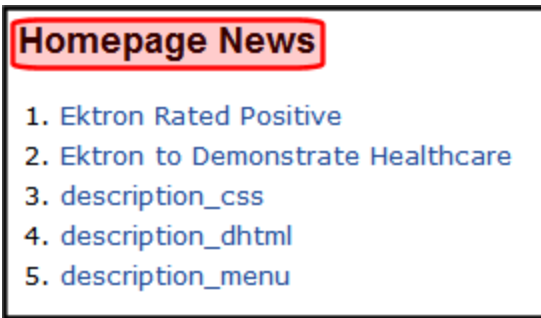 Homepage News
1. Ektron Rated Positive
2. Ektron to Demonstrate Healthcare
3. description_css
4. description_dhtml
5. description_menu